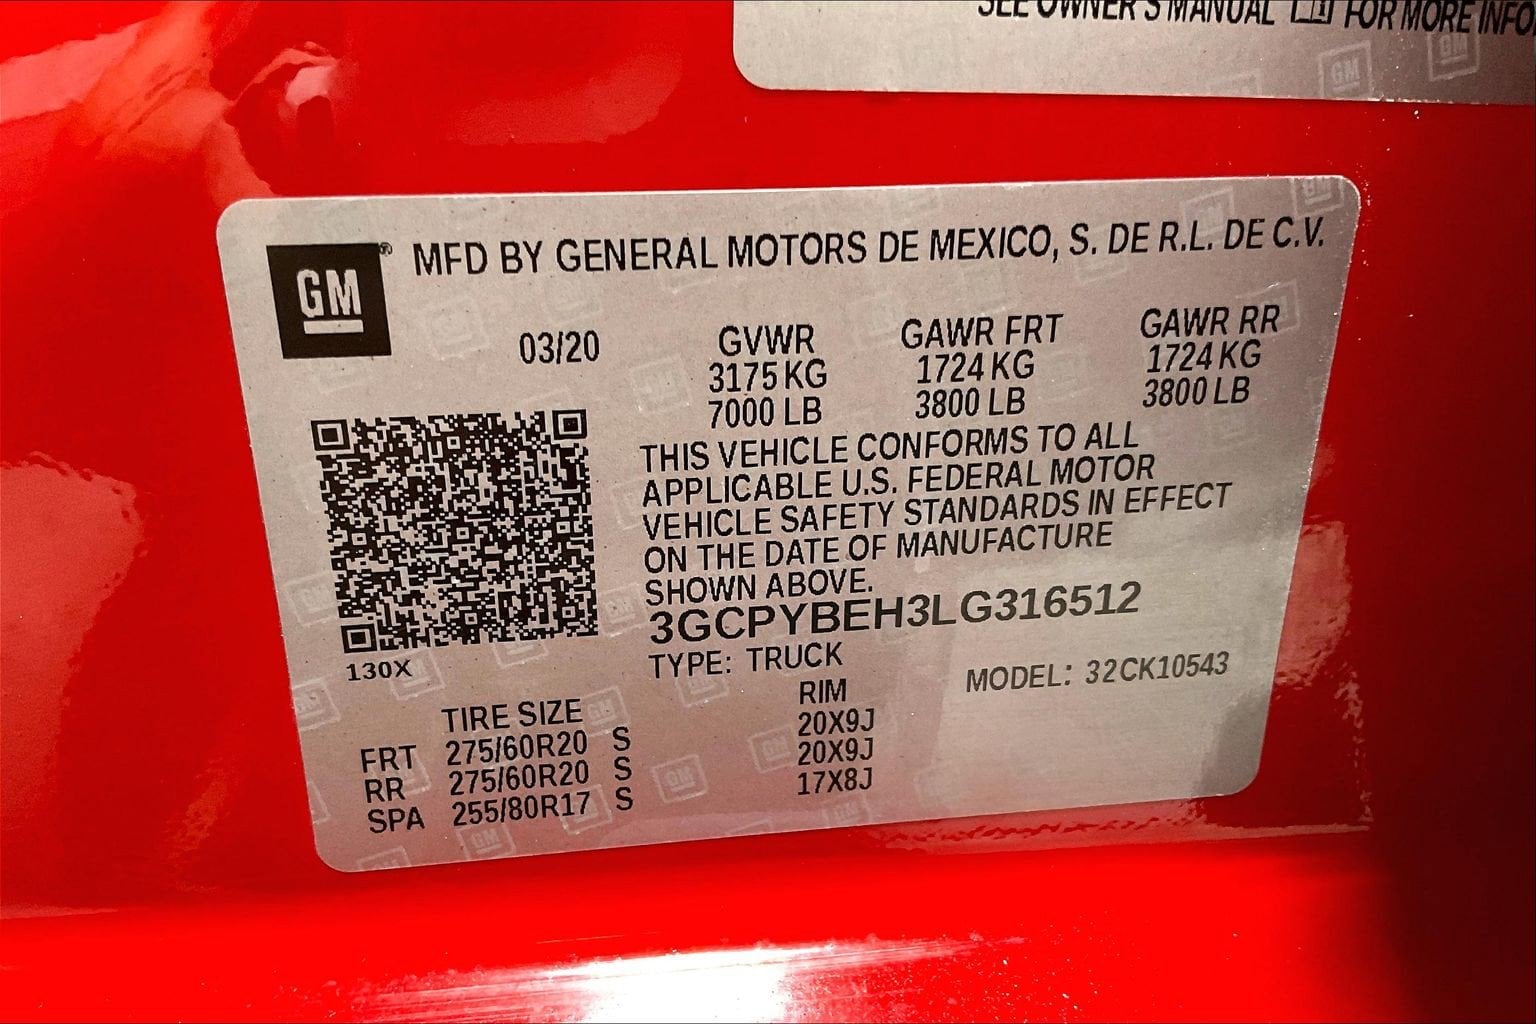 SEE OWNER'S MANUAL FOR MORE INFO
GM® MFD BY GENERAL MOTORS DE MEXICO, S. DE R.L. DE C.V.
03/20 GVWR GAWR FRT GAWR RR
3175 KG 1724 KG 1724 KG
7000 LB 3800 LB 3800 LB
THIS VEHICLE CONFORMS TO ALL
APPLICABLE U.S. FEDERAL MOTOR
VEHICLE SAFETY STANDARDS IN EFFECT
ON THE DATE OF MANUFACTURE
SHOWN ABOVE.
3GCPYBEH3LG316512
130X
TYPE: TRUCK MODEL: 32CK10543
TIRE SIZE RIM
FRT 275/60R20 S 20X9J
RR 275/60R20 S 20X9J
SPA 255/80R17 S 17X8J